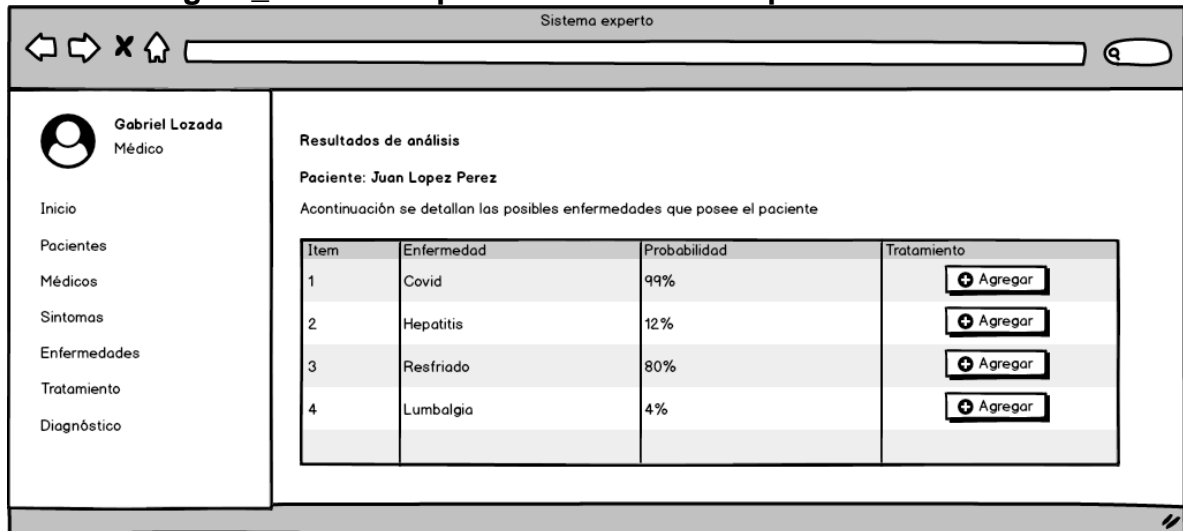 Sistema experto
Gabriel Lozada
Médico
Inicio
Pacientes
Médicos
Sintomas
Enfermedades
Tratamiento
Diagnóstico
Resultados de análisis
Paciente: Juan Lopez Perez
Acontinuación se detallan las posibles enfermedades que posee el paciente
Item Enfermedad Probabilidad Tratamiento
1 Covid 99% Agregar
2 Hepatitis 12% Agregar
3 Resfriado 80% Agregar
4 Lumbalgia 4% Agregar